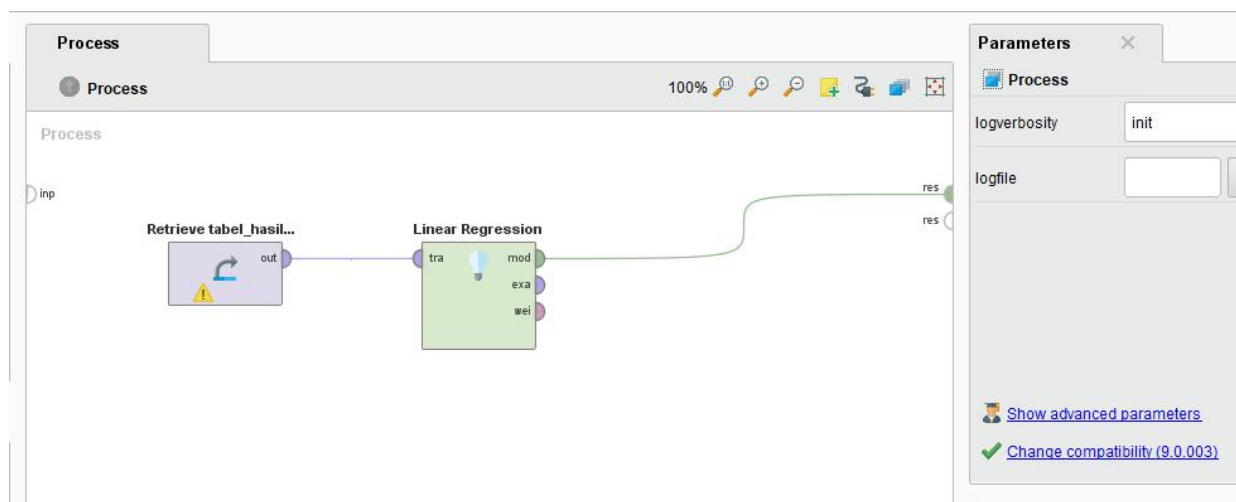 Process
Process
100%
Process
inp
Retrieve tabel_hasil...
out
Linear Regression
tra
mod
exa
wei
res
res
Parameters
Process
logverbosity
init
logfile
Show advanced parameters
Change compatibility (9.0.003)